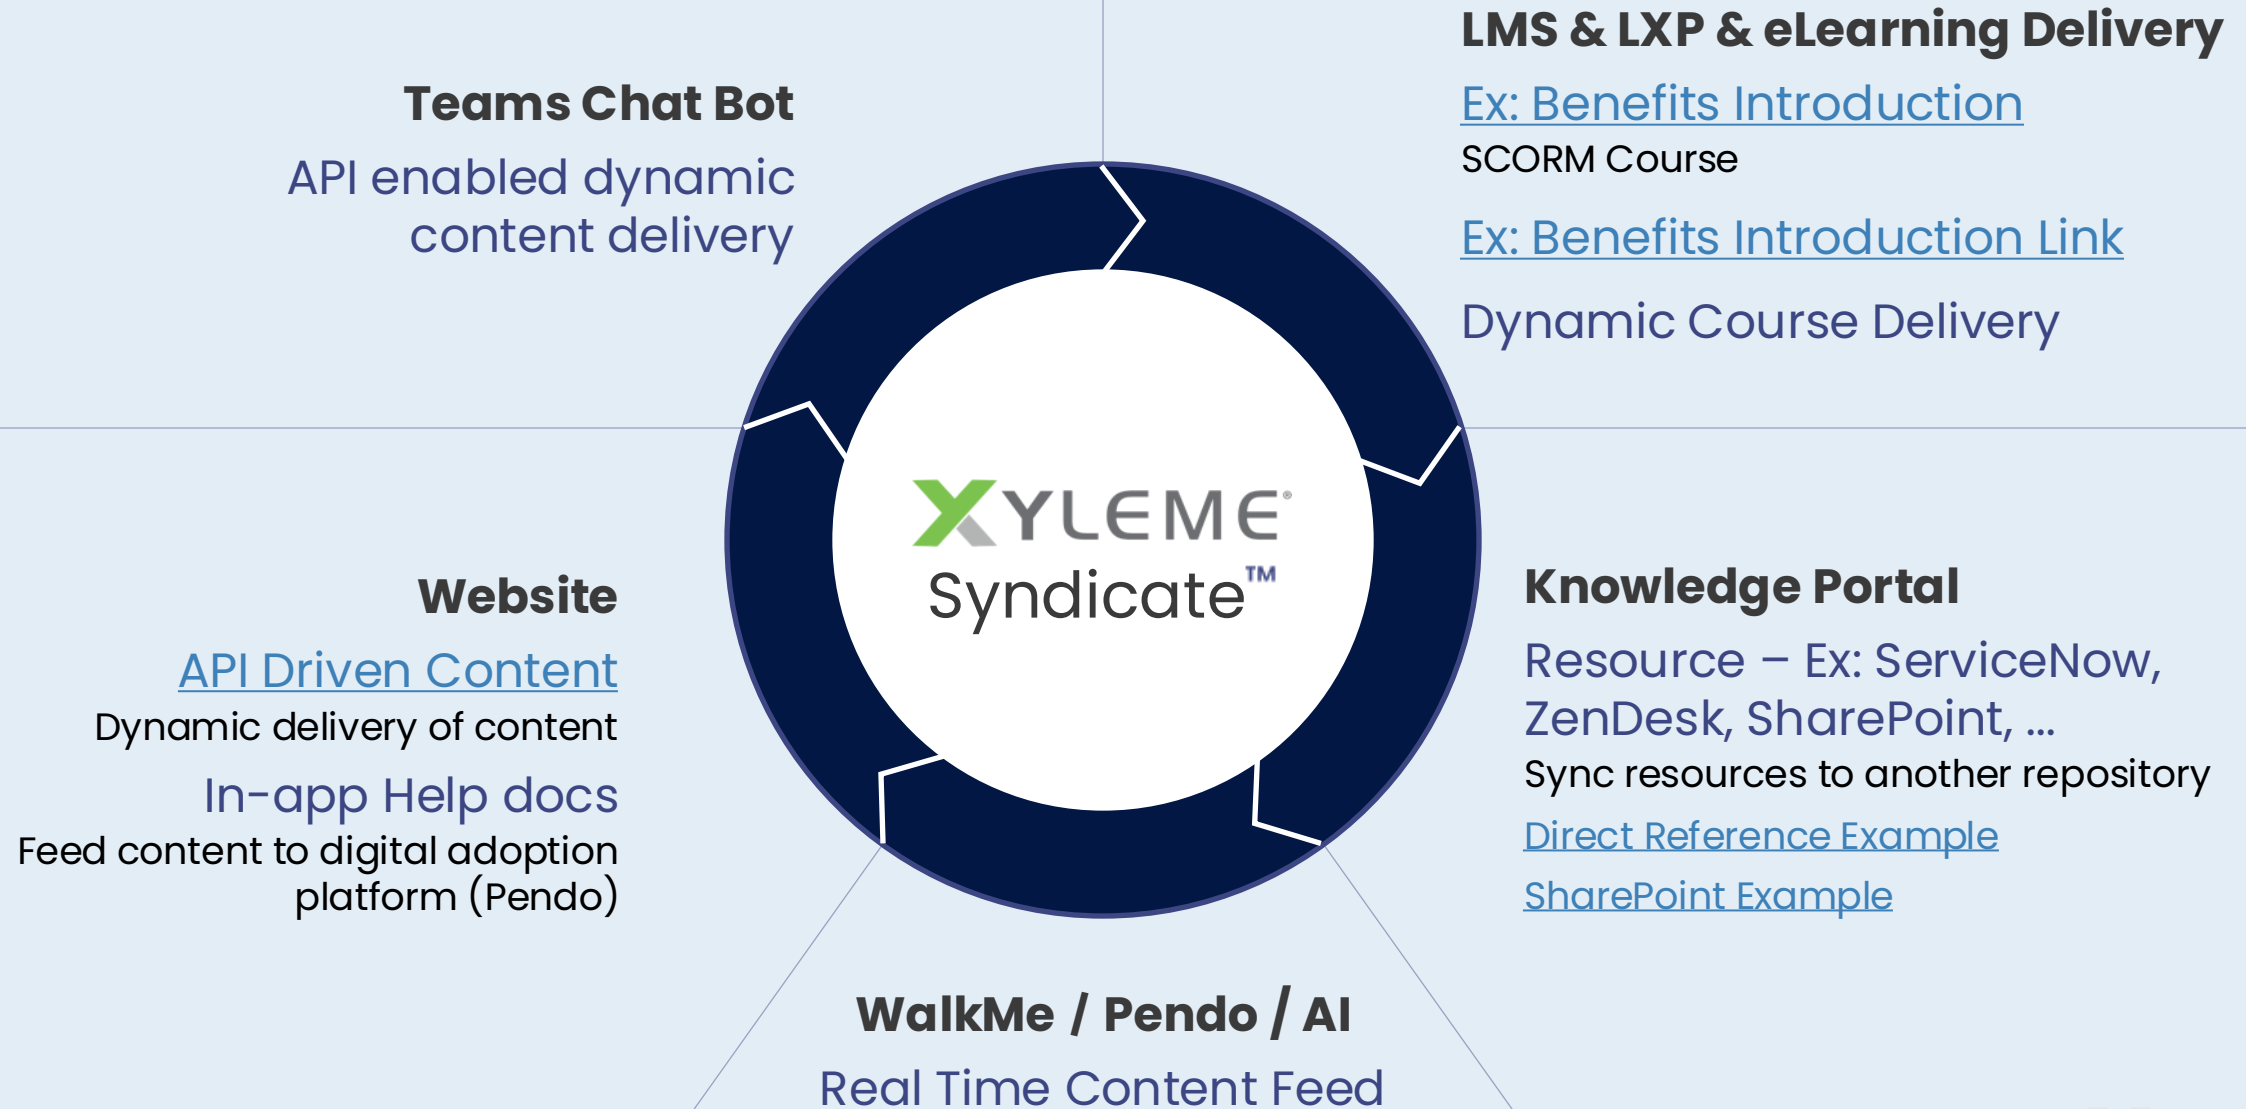 LMS & LXP & eLearning Delivery
Ex: Benefits Introduction
SCORM Course
Ex: Benefits Introduction Link
Dynamic Course Delivery
Teams Chat Bot
API enabled dynamic
content delivery
XYLEME®
Syndicate™
Knowledge Portal
Resource – Ex: ServiceNow,
ZenDesk, SharePoint, ...
Sync resources to another repository
Direct Reference Example
SharePoint Example
Website
API Driven Content
Dynamic delivery of content
In-app Help docs
Feed content to digital adoption
platform (Pendo)
WalkMe / Pendo / AI
Real Time Content Feed